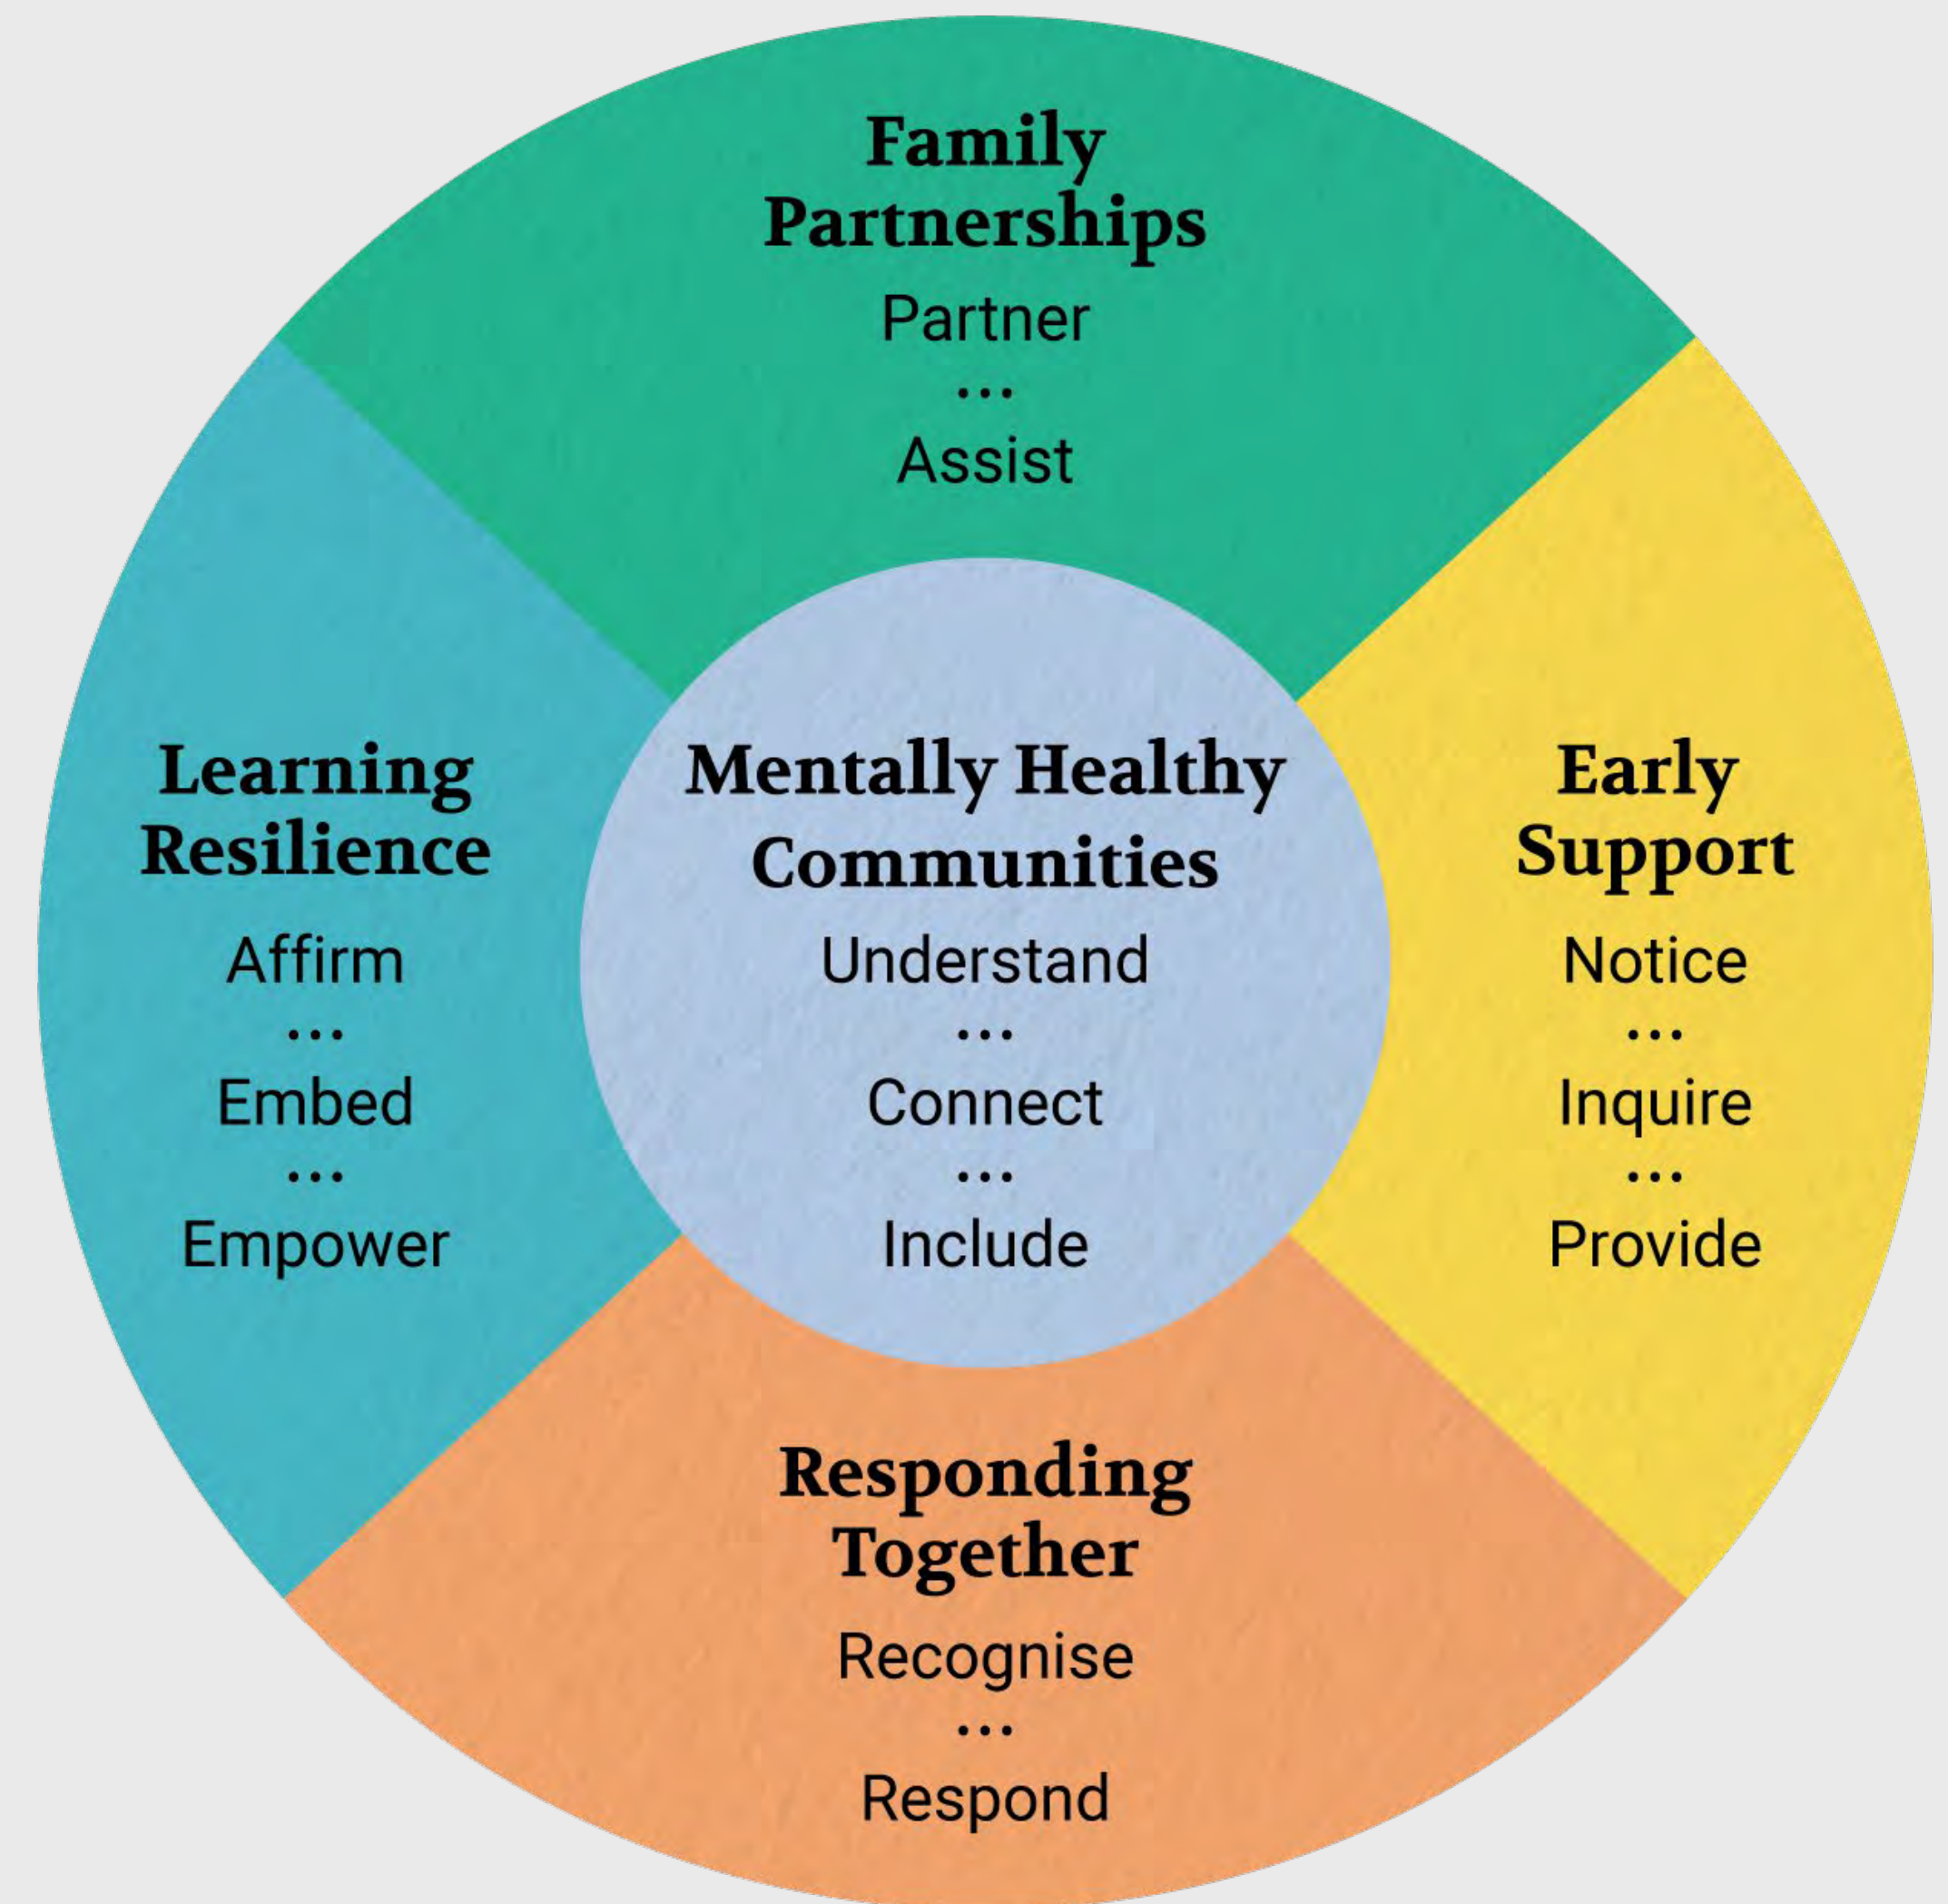 Family
Partnerships
Partner
...
Assist
Learning
Resilience
Affirm
...
Embed
...
Empower
Mentally Healthy
Communities
Understand
...
Connect
...
Include
Early
Support
Notice
...
Inquire
...
Provide
Responding
Together
Recognise
...
Respond